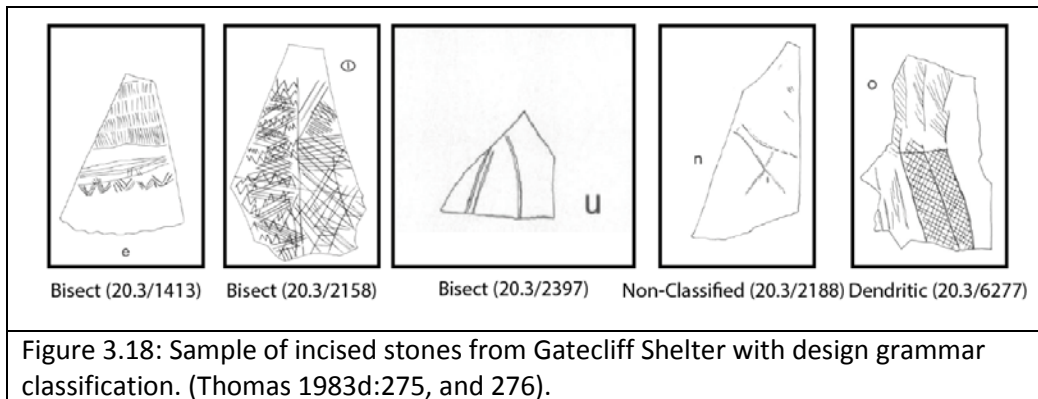 e
l
u
n
o
Bisect (20.3/1413) Bisect (20.3/2158) Bisect (20.3/2397) Non-Classified (20.3/2188) Dendritic (20.3/6277)
Figure 3.18: Sample of incised stones from Gatecliff Shelter with design grammar
classification. (Thomas 1983d:275, and 276).